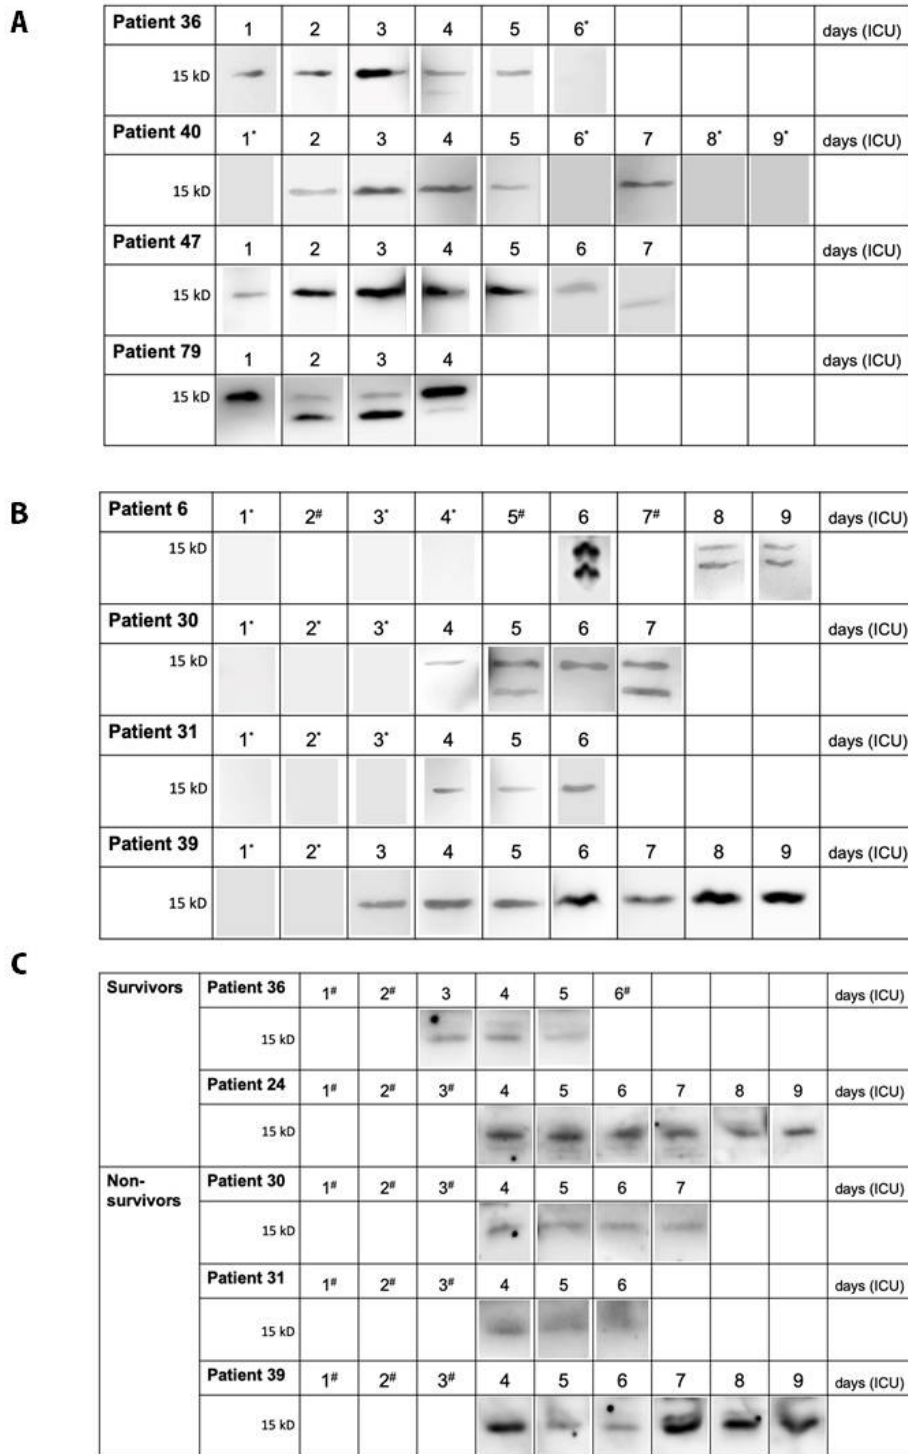 A
Patient 36 1 2 3 4 5 6* days (ICU)
15 kD
Patient 40 1* 2 3 4 5 6* 7 8* 9* days (ICU)
15 kD
Patient 47 1 2 3 4 5 6 7 days (ICU)
15 kD
Patient 79 1 2 3 4 days (ICU)
15 kD
B
Patient 6 1* 2# 3* 4* 5# 6 7# 8 9 days (ICU)
15 kD
Patient 30 1* 2* 3* 4 5 6 7 days (ICU)
15 kD
Patient 31 1* 2* 3* 4 5 6 days (ICU)
15 kD
Patient 39 1* 2* 3 4 5 6 7 8 9 days (ICU)
15 kD
C
Survivors Patient 36 1# 2# 3 4 5 6# days (ICU)
15 kD
Patient 24 1# 2# 3# 4 5 6 7 8 9 days (ICU)
15 kD
Non-
survivors
Patient 30 1# 2# 3# 4 5 6 7 days (ICU)
15 kD
Patient 31 1# 2# 3# 4 5 6 days (ICU)
15 kD
Patient 39 1# 2# 3# 4 5 6 7 8 9 days (ICU)
15 kD